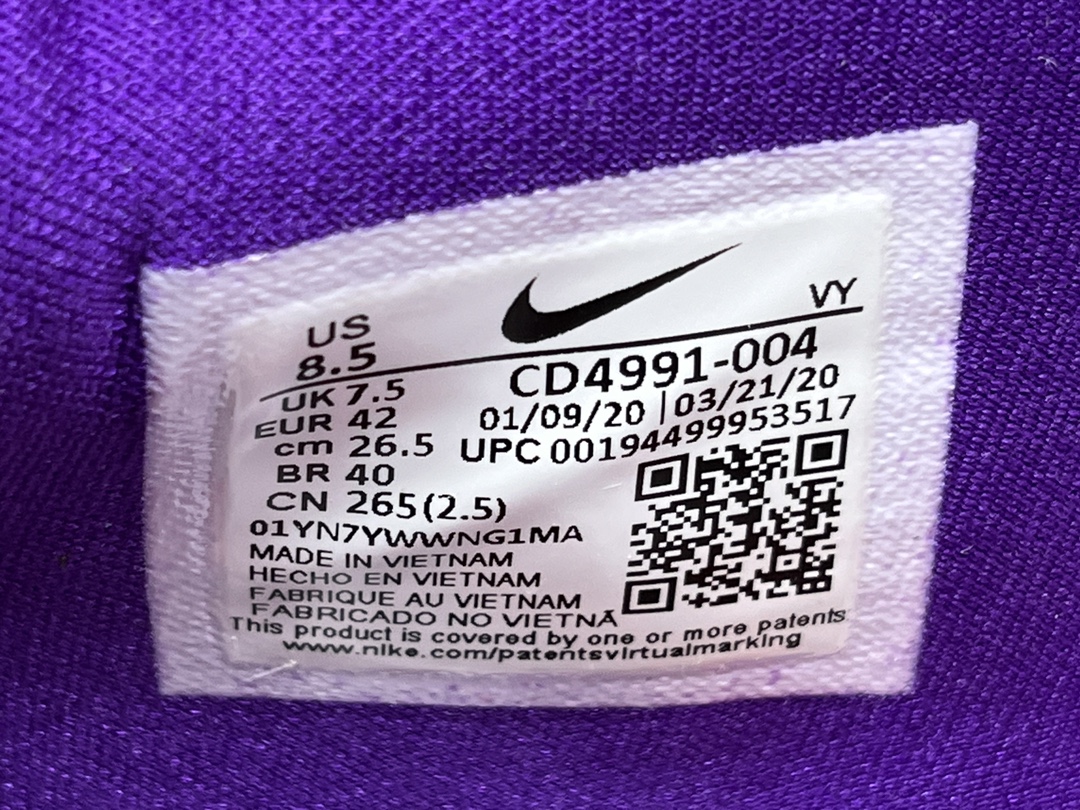 US
8.5
VY
UK 7.5
EUR 42
cm 26.5
BR 40
CN 265(2.5)
CD4991-004
01/09/20 | 03/21/20
UPC 00194499953517
01YN7YWWNG1MA
MADE IN VIETNAM
HECHO EN VIETNAM
FABRIQUE AU VIETNAM
FABRICADO NO VIETNÃ
This product is covered by one or more patents
www.nike.com/patentsvirtualmarking